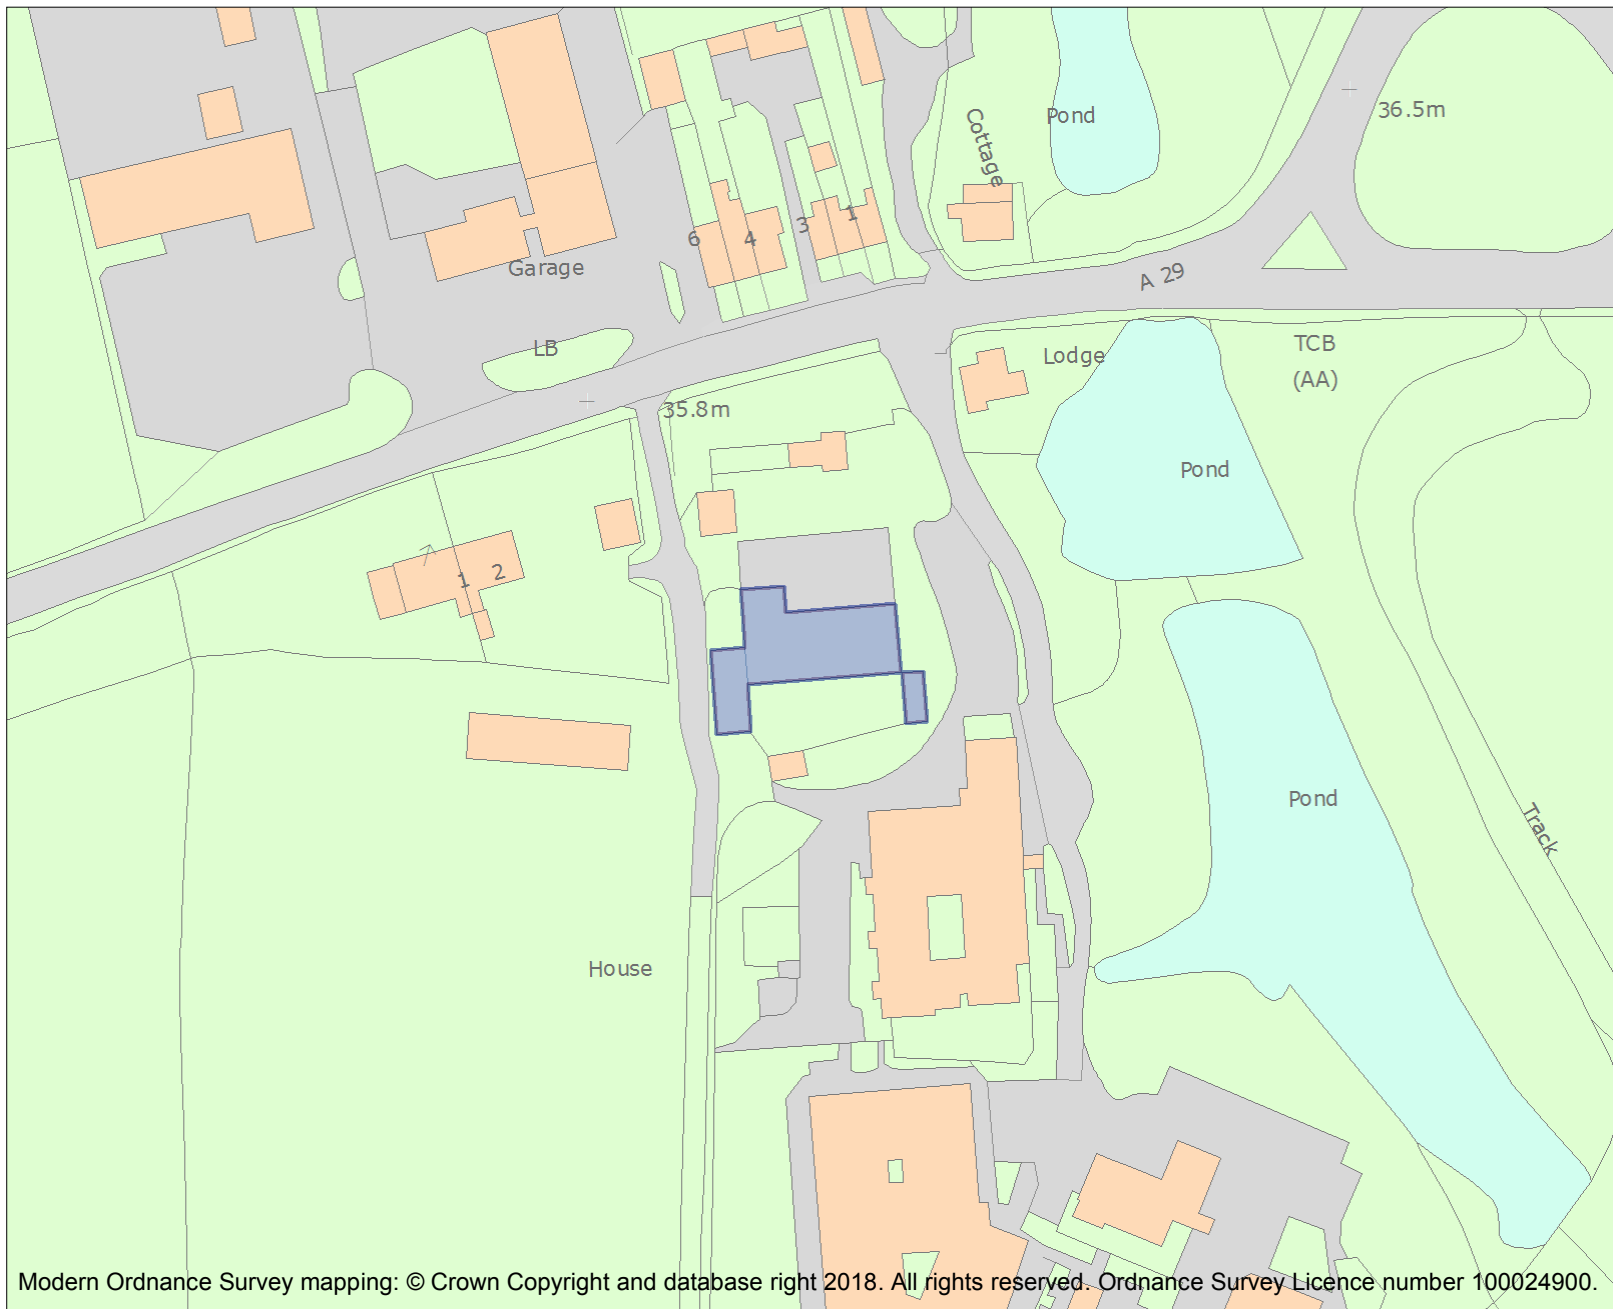 Pond
36.5m
Cottage
6
4
3
1
Garage
A 29
LB
Lodge
TCB
(AA)
35.8m
Pond
1
2
Pond
Track
House
Modern Ordnance Survey mapping: © Crown Copyright and database right 2018. All rights reserved. Ordnance Survey Licence number 100024900.